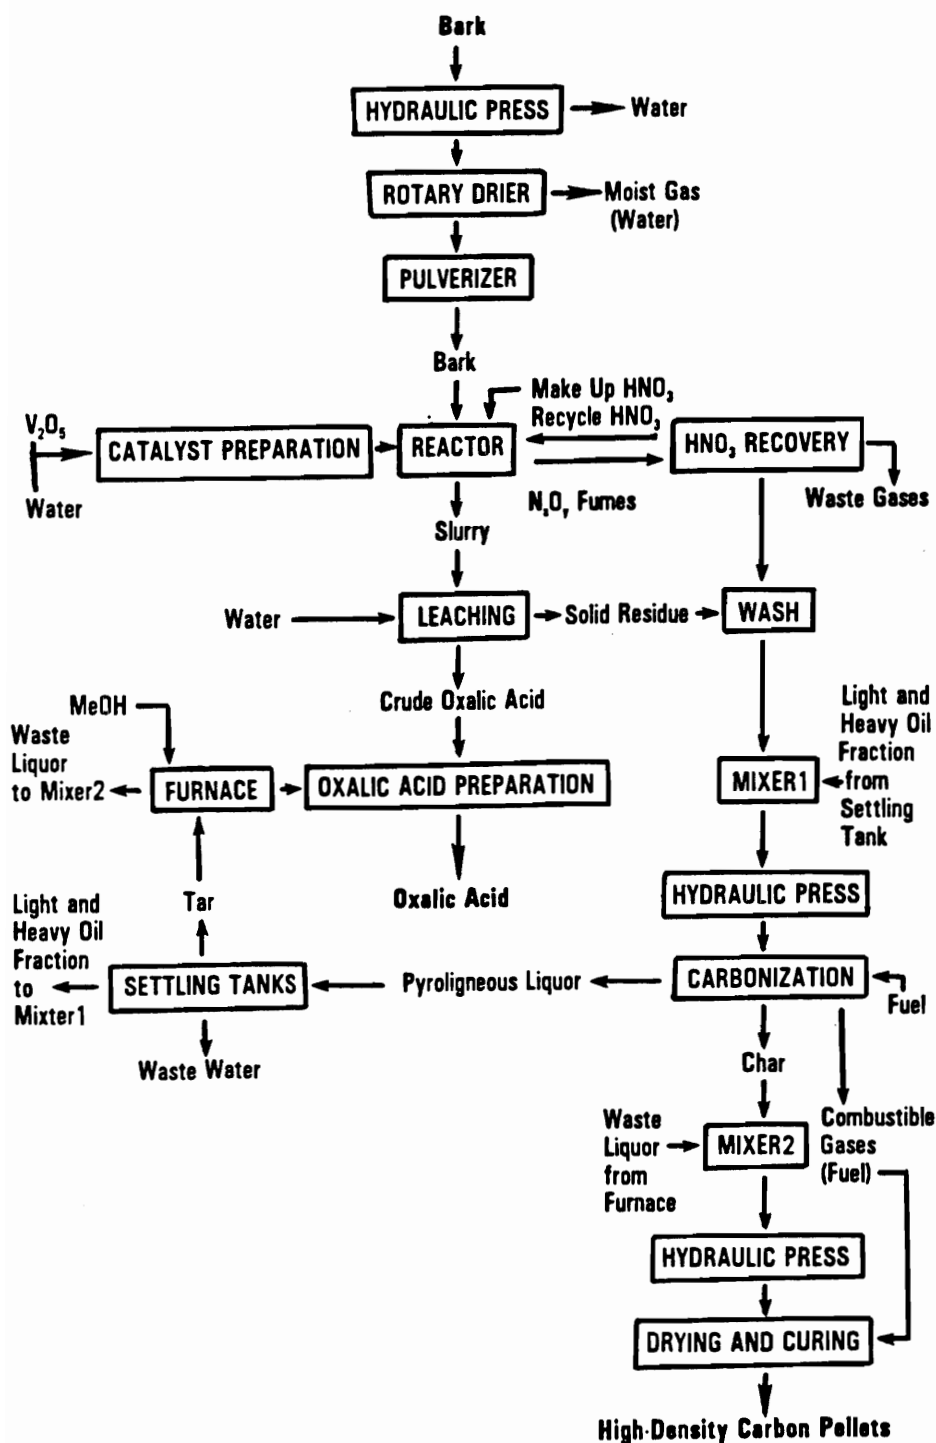 Bark
HYDRAULIC PRESS
Water
ROTARY DRIER
Moist Gas
(Water)
PULVERIZER
Bark
Make Up HNO₃
Recycle HNO₃
V₂O₅
CATALYST PREPARATION
REACTOR
HNO₃ RECOVERY
Water
NₓOᵧ Fumes
Waste Gases
Slurry
Water
LEACHING
Solid Residue
WASH
Crude Oxalic Acid
MeOH
Waste
Liquor
to Mixer2
FURNACE
OXALIC ACID PREPARATION
Light and
Heavy Oil
Fraction
from
Settling
Tank
MIXER1
Oxalic Acid
HYDRAULIC PRESS
Tar
Light and
Heavy Oil
Fraction
to
Mixter1
SETTLING TANKS
Pyroligneous Liquor
CARBONIZATION
Fuel
Waste Water
Char
Combustible
Gases
(Fuel)
Waste
Liquor
from
Furnace
MIXER2
HYDRAULIC PRESS
DRYING AND CURING
High-Density Carbon Pellets